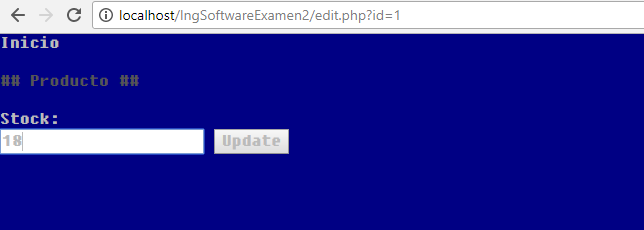 localhost/IngSoftwareExamen2/edit.php?id=1
Inicio
## Producto ##
Stock:
18 Update